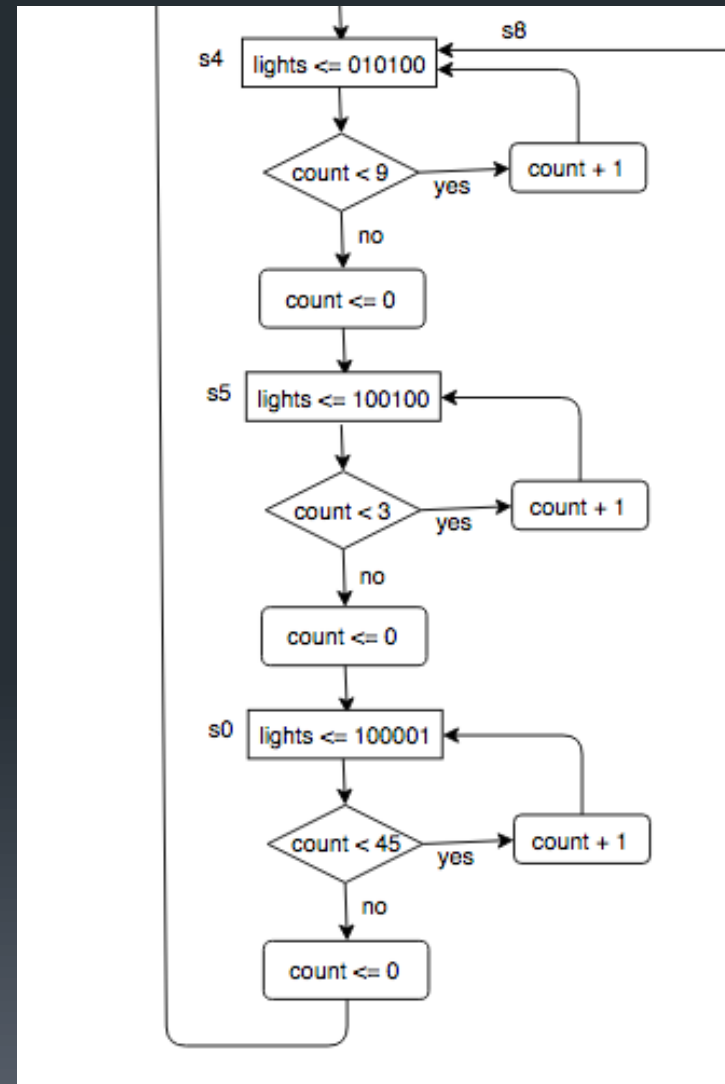 s8
s4
lights <= 010100
count < 9
yes
count + 1
no
count <= 0
s5
lights <= 100100
count < 3
yes
count + 1
no
count <= 0
s0
lights <= 100001
count < 45
yes
count + 1
no
count <= 0